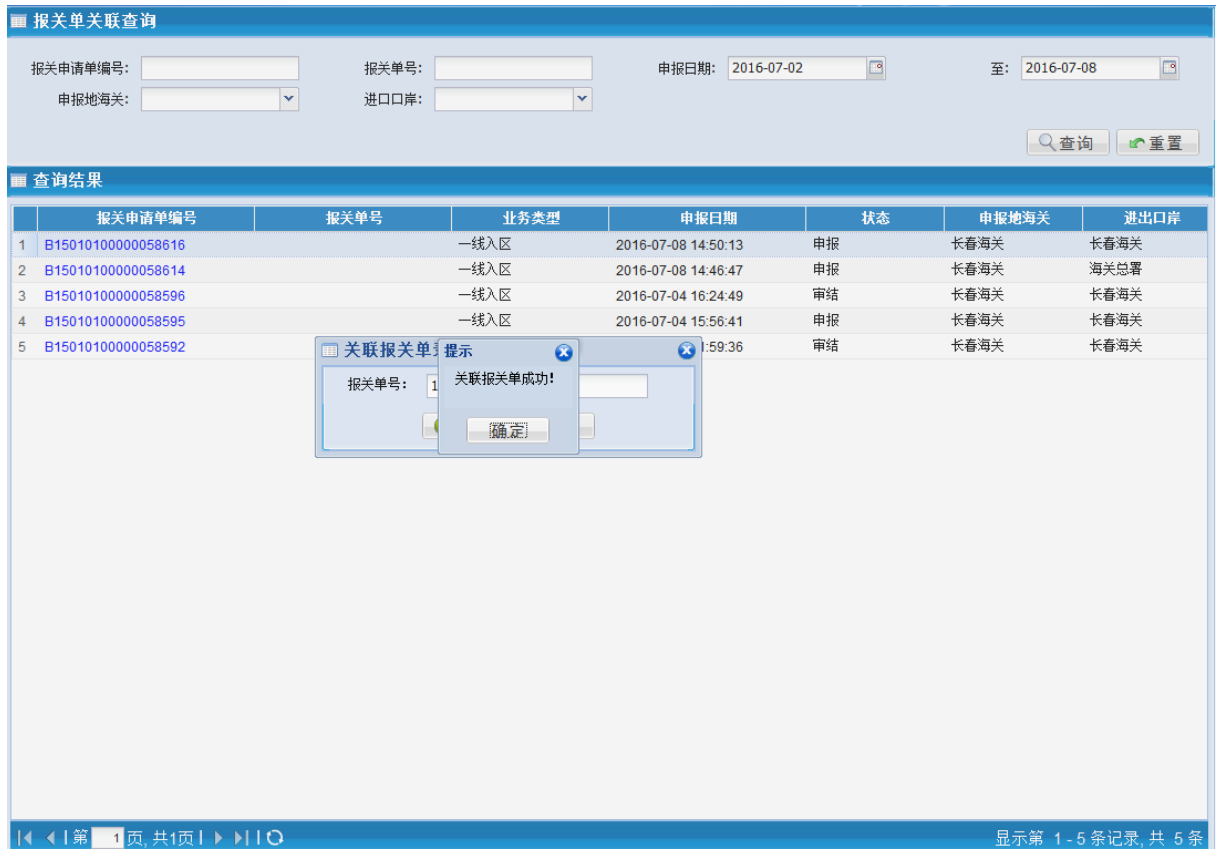 报关单关联查询
报关申请单编号: 报关单号: 申报日期: 2016-07-02 至: 2016-07-08
申报地海关: 进口口岸:
查询 重置
查询结果
报关申请单编号 报关单号 业务类型 申报日期 状态 申报地海关 进出口岸
1 B15010100000058616 一线入区 2016-07-08 14:50:13 申报 长春海关 长春海关
2 B15010100000058614 一线入区 2016-07-08 14:46:47 申报 长春海关 海关总署
3 B15010100000058596 一线入区 2016-07-04 16:24:49 审结 长春海关 长春海关
4 B15010100000058595 一线入区 2016-07-04 15:56:41 申报 长春海关 长春海关
5 B15010100000058592 :59:36 审结 长春海关 长春海关
关联报关单 提示
报关单号: 1 关联报关单成功!
确定
第 1 页,共1页
显示第 1 - 5 条记录, 共 5 条